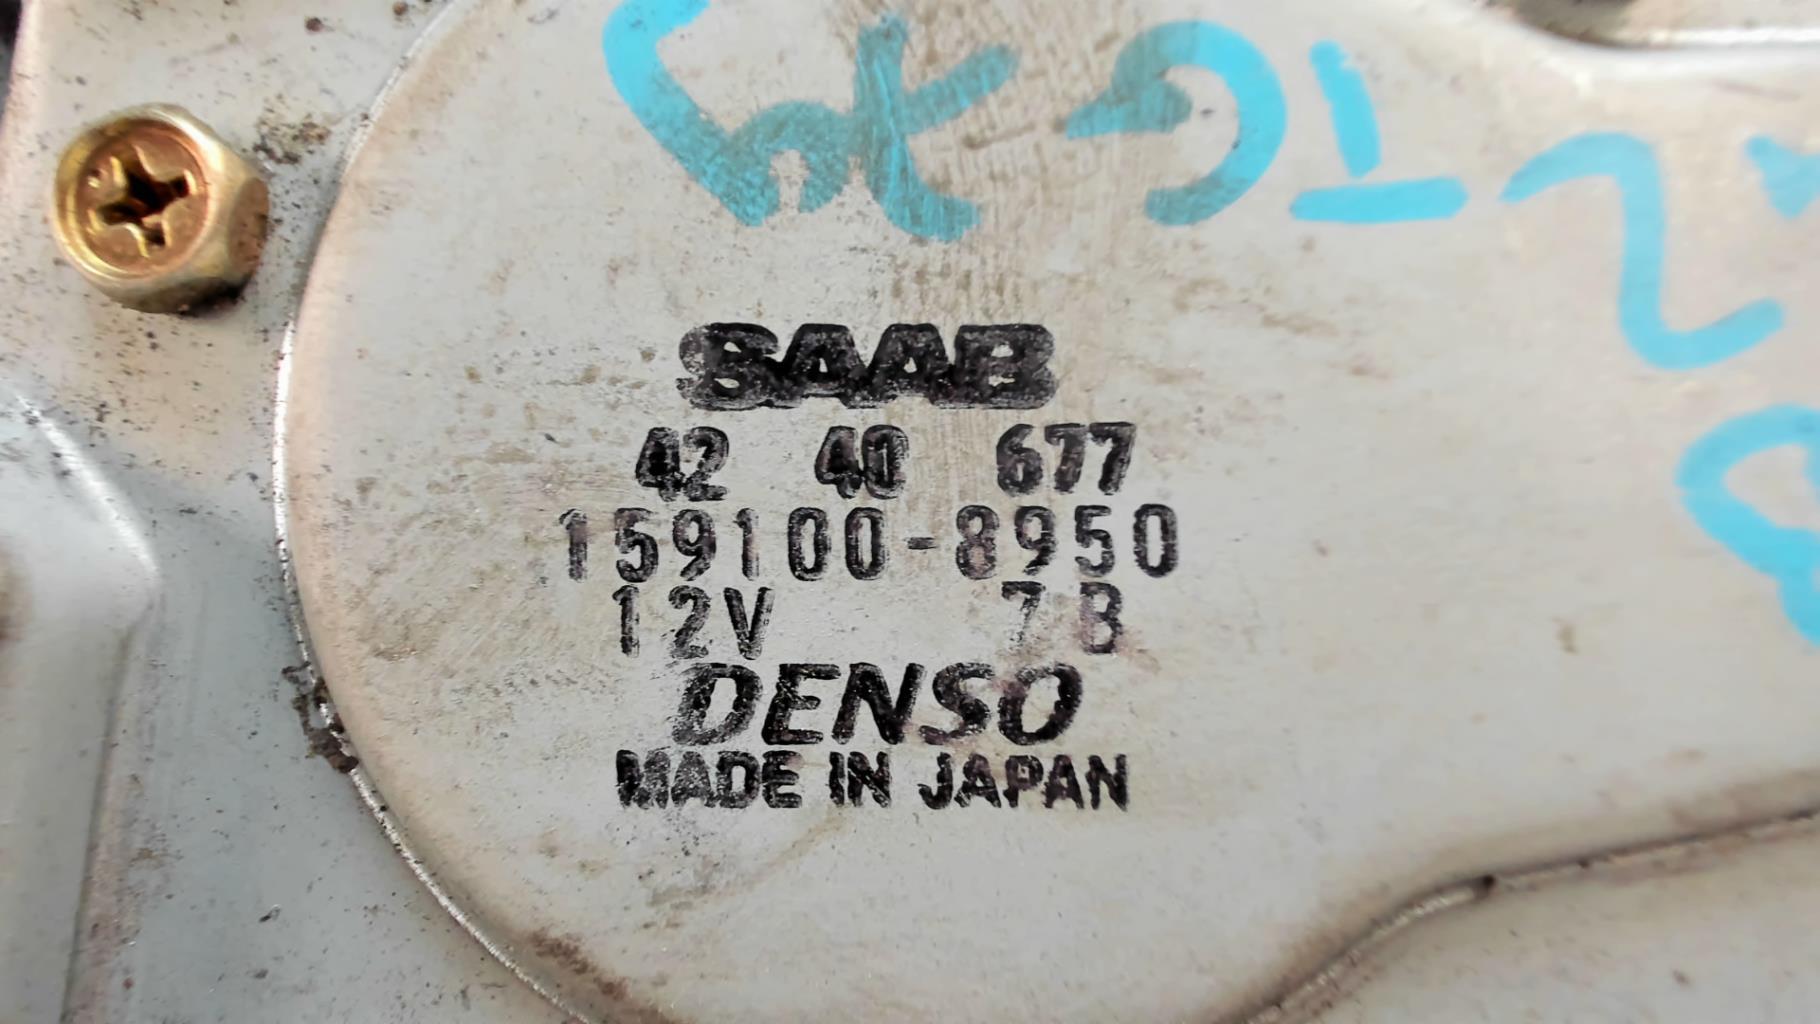 SAAB
42 40 677
159100-8950
12V 7B
DENSO
MADE IN JAPAN